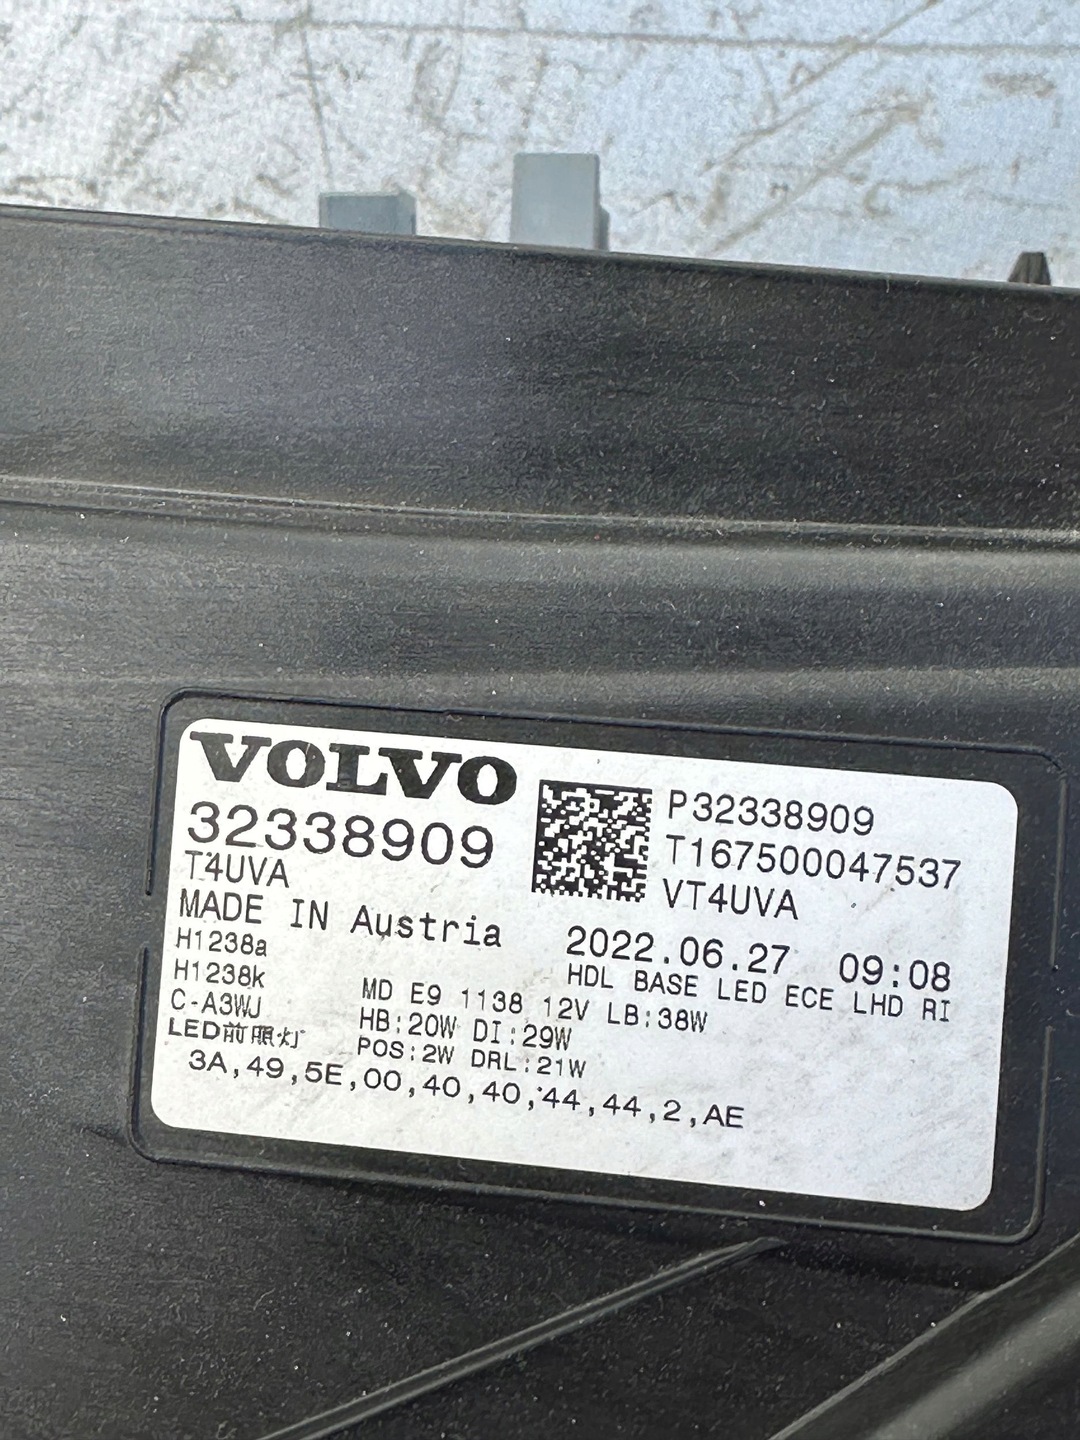 VOLVO
32338909
T4UVA
MADE IN Austria
H1238a
H1238k
C-A3WJ
LED前照灯
P32338909
T167500047537
VT4UVA
2022.06.27 09:08
HDL BASE LED ECE LHD RI
MD E9 1138 12V LB:38W
HB:20W DI:29W
POS:2W DRL:21W
3A,49,5E,00,40,40,44,44,2,AE